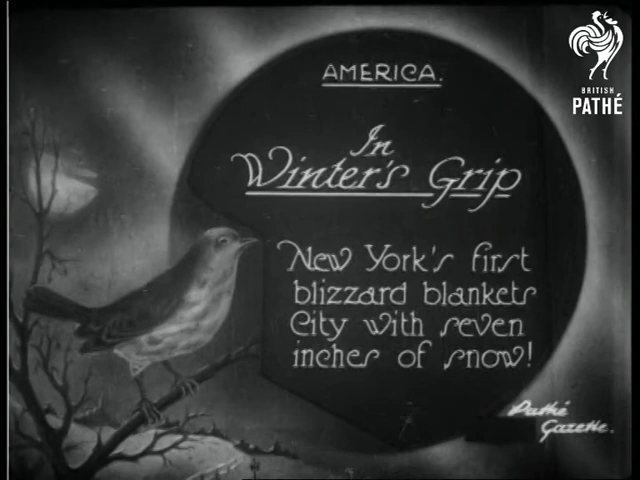 AMERICA.
In
Winter's Grip
New York's first
blizzard blankets
City with seven
inches of snow!
Pathé
Gazette.
BRITISH
PATHÉ